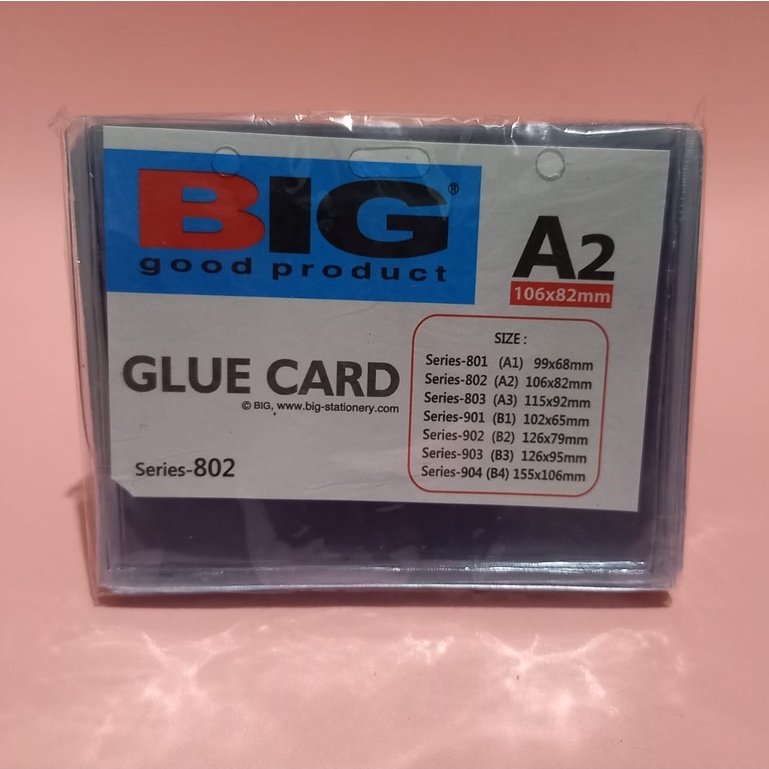 BIG®
good product
A2
106x82mm
GLUE CARD
© BIG, www.big-stationery.com
Series-802
SIZE :
Series-801 (A1) 99x68mm
Series-802 (A2) 106x82mm
Series-803 (A3) 115x92mm
Series-901 (B1) 102x65mm
Series-902 (B2) 126x79mm
Series-903 (B3) 126x95mm
Series-904 (B4) 155x106mm